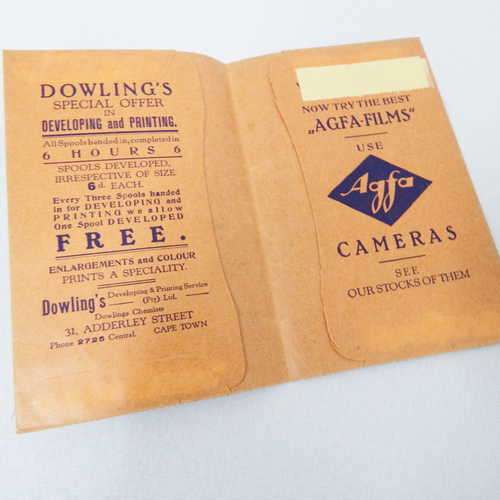 DOWLING'S
SPECIAL OFFER
IN
DEVELOPING and PRINTING.
All Spools handed in, completed in
6 HOURS 6
SPOOLS DEVELOPED,
IRRESPECTIVE OF SIZE
6d. EACH.
Every Three Spools handed
in for DEVELOPING and
PRINTING we allow
One Spool DEVELOPED
FREE.
ENLARGEMENTS and COLOUR
PRINTS A SPECIALITY.
Dowling's Developing & Printing Service
(Pty) Ltd.
Dowlings Chemists
31, ADDERLEY STREET
Phone 2725 Central. CAPE TOWN
NOW TRY THE BEST
„AGFA-FILMS“
USE
Agfa
CAMERAS
SEE
OUR STOCKS OF THEM